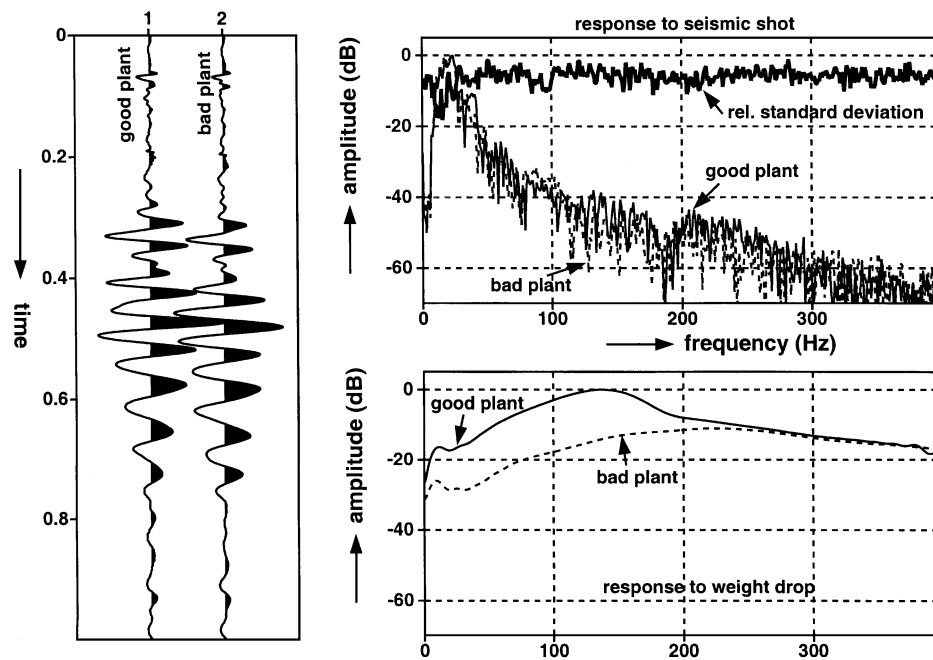 1 2
0
0.2
0.4
0.6
0.8
time
good plant
bad plant
response to seismic shot
amplitude (dB)
0
-20
-40
-60
rel. standard deviation
good plant
bad plant
0 100 200 300
frequency (Hz)
amplitude (dB)
0
-20
-40
-60
good plant
bad plant
response to weight drop
0 100 200 300